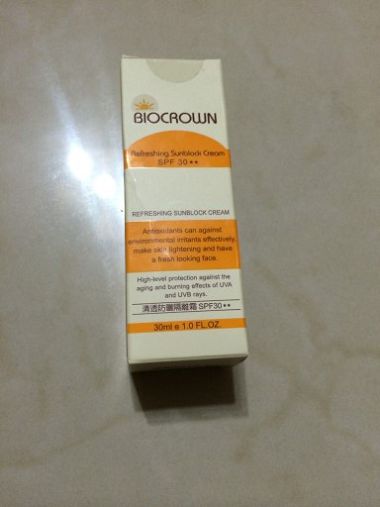 BIOCROWN
Refreshing Sunblock Cream
SPF 30★★
REFRESHING SUNBLOCK CREAM
Antioxidants can against
environmental irritants effectively,
make skin lightening and have
a fresh looking face.
High-level protection against the
aging and burning effects of UVA
and UVB rays.
清透防曬隔離霜 SPF30★★
30ml e 1.0 FL.OZ.